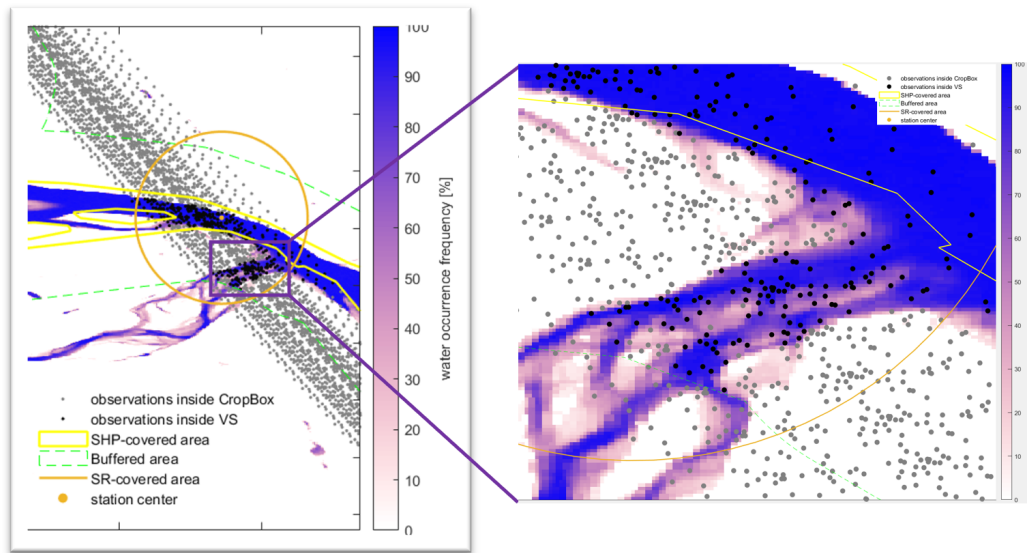 100
90
80
70
60
50
40
30
20
10
0
water occurrence frequency [%]
observations inside CropBox
observations inside VS
SHP-covered area
Buffered area
SR-covered area
station center
observations inside CropBox
observations inside VS
SHP-covered area
Buffered area
SR-covered area
station center
100
90
80
70
60
50
40
30
20
10
0